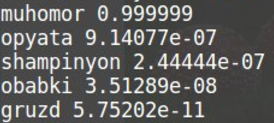 muhomor 0.999999
opyata 9.14077e-07
shampinyon 2.44444e-07
obabki 3.51289e-08
gruzd 5.75202e-11